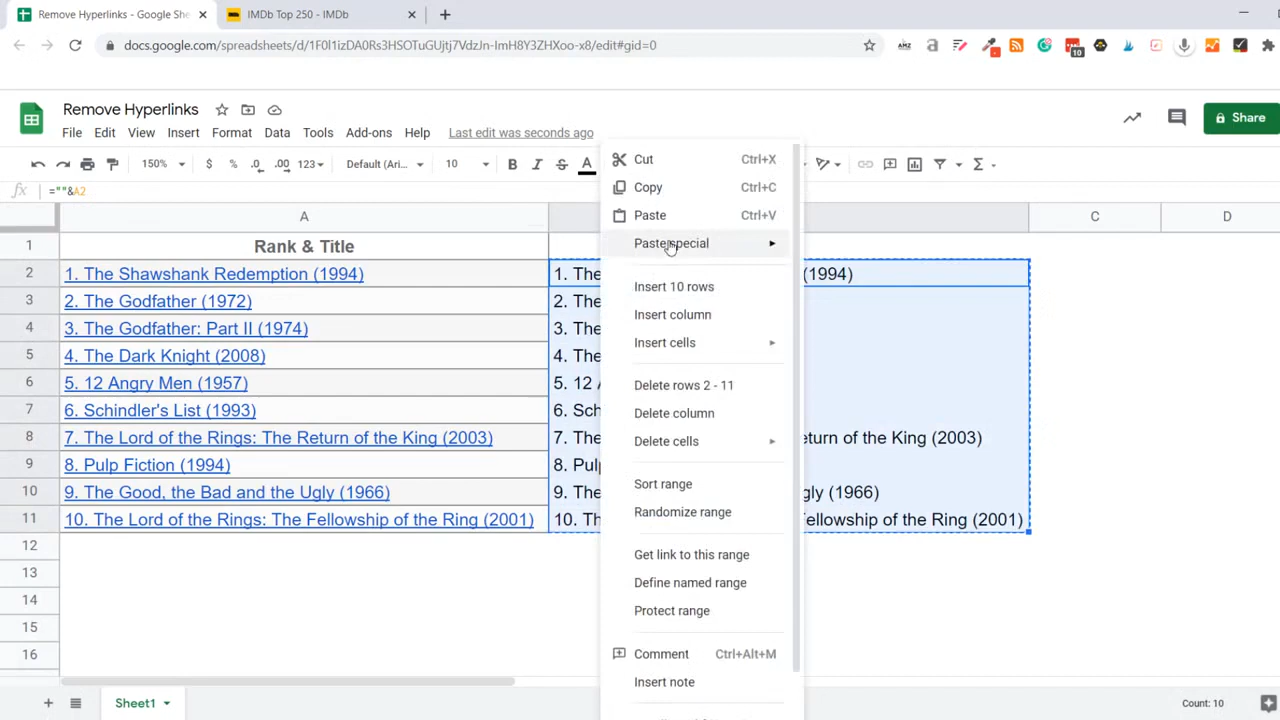 Remove Hyperlinks - Google She
IMDb Top 250 - IMDb
docs.google.com/spreadsheets/d/1F0l1izDA0Rs3HSOTuGUjtj7VdzJn-ImH8Y3ZHXoo-x8/edit#gid=0
10
Remove Hyperlinks
File Edit View Insert Format Data Tools Add-ons Help Last edit was seconds ago
Share
150% $ % .0 .00 123 Default (Ari... 10 B I S A
fx =""&A2
A C D
1 Rank & Title
2 1. The Shawshank Redemption (1994) 1. The (1994)
3 2. The Godfather (1972) 2. The
4 3. The Godfather: Part II (1974) 3. The
5 4. The Dark Knight (2008) 4. The
6 5. 12 Angry Men (1957) 5. 12
7 6. Schindler's List (1993) 6. Sch
8 7. The Lord of the Rings: The Return of the King (2003) 7. The eturn of the King (2003)
9 8. Pulp Fiction (1994) 8. Pul
10 9. The Good, the Bad and the Ugly (1966) 9. The gly (1966)
11 10. The Lord of the Rings: The Fellowship of the Ring (2001) 10. Th ellowship of the Ring (2001)
12
13
14
15
16
Cut Ctrl+X
Copy Ctrl+C
Paste Ctrl+V
Paste special
Insert 10 rows
Insert column
Insert cells
Delete rows 2 - 11
Delete column
Delete cells
Sort range
Randomize range
Get link to this range
Define named range
Protect range
Comment Ctrl+Alt+M
Insert note
Sheet1
Count: 10